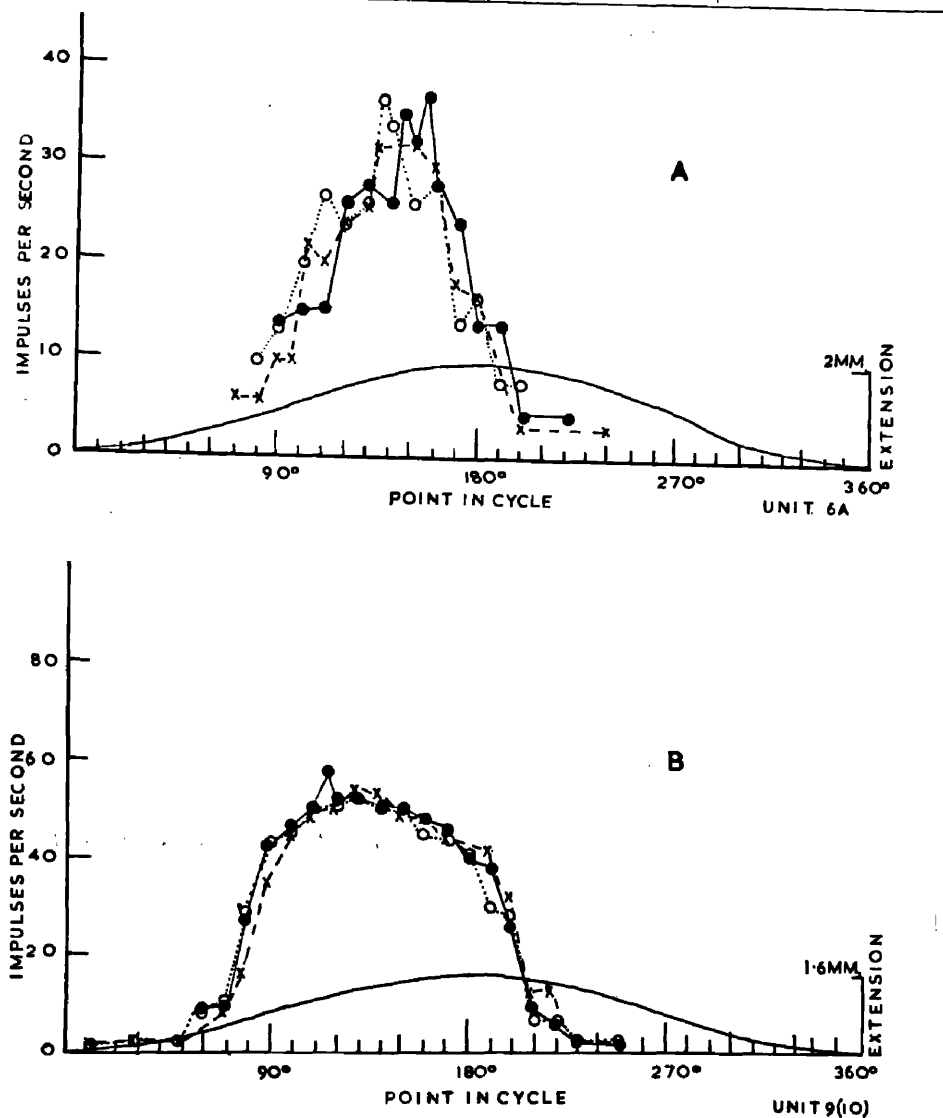 40
30
20
10
0
IMPULSES PER SECOND
A
2MM
EXTENSION
90° 180° 270° 360°
POINT IN CYCLE
UNIT 6A
80
60
40
20
0
IMPULSES PER SECOND
B
1·6MM
EXTENSION
90° 180° 270° 360°
POINT IN CYCLE
UNIT 9(10)